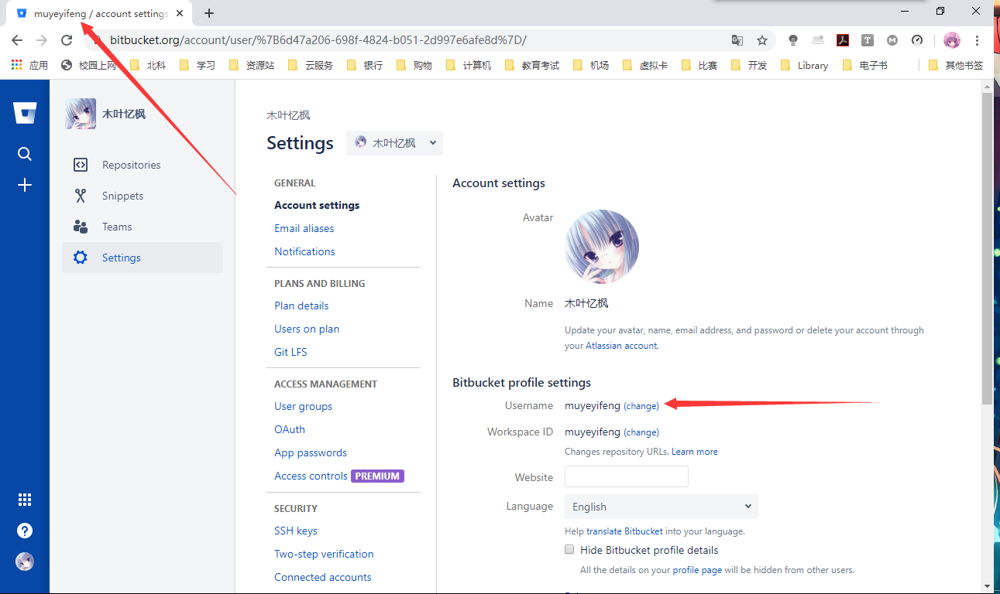 muyeyifeng / account settings
bitbucket.org/account/user/%7B6d47a206-698f-4824-b051-2d997e6afe8d%7D/
应用 校园上网 北科 学习 资源站 云服务 银行 购物 计算机 教育考试 机场 虚拟卡 比赛 开发 Library 电子书 其他书签
木叶忆枫
Repositories
Snippets
Teams
Settings
木叶忆枫
Settings 木叶忆枫
GENERAL
Account settings
Email aliases
Notifications
PLANS AND BILLING
Plan details
Users on plan
Git LFS
ACCESS MANAGEMENT
User groups
OAuth
App passwords
Access controls PREMIUM
SECURITY
SSH keys
Two-step verification
Connected accounts
Account settings
Avatar
Name 木叶忆枫
Update your avatar, name, email address, and password or delete your account through
your Atlassian account.
Bitbucket profile settings
Username muyeyifeng (change)
Workspace ID muyeyifeng (change)
Changes repository URLs. Learn more
Website
Language English
Help translate Bitbucket into your language.
Hide Bitbucket profile details
All the details on your profile page will be hidden from other users.